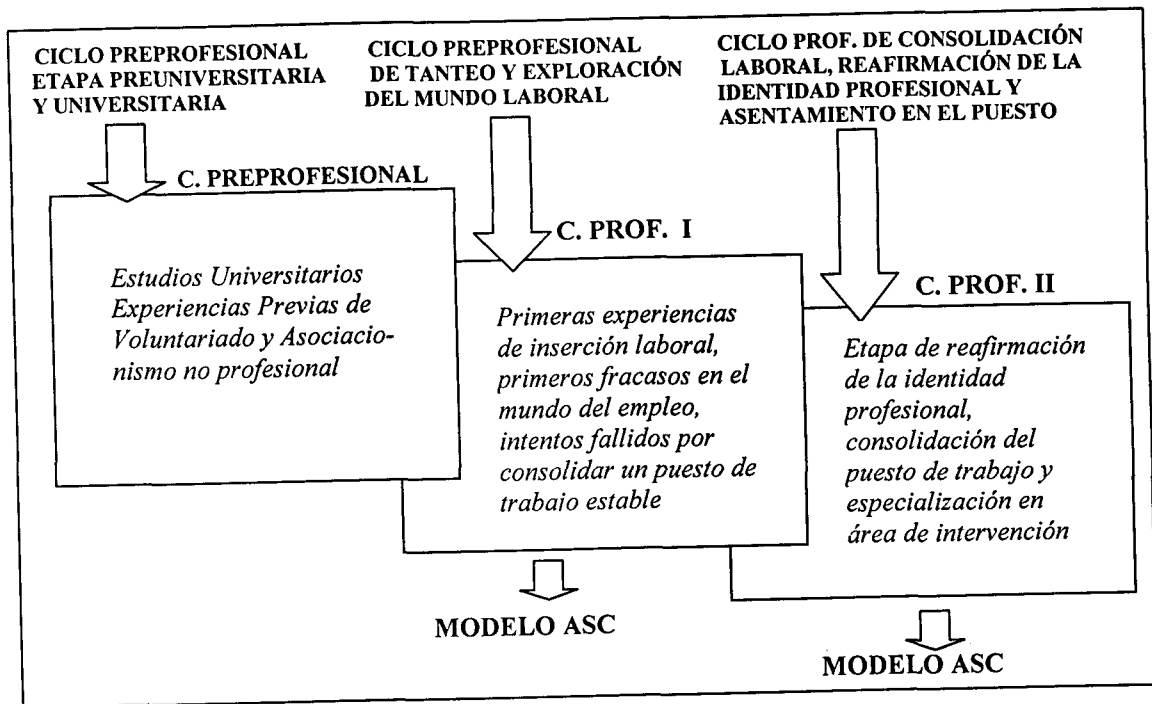 CICLO PREPROFESIONAL
ETAPA PREUNIVERSITARIA
Y UNIVERSITARIA
CICLO PREPROFESIONAL
DE TANTEO Y EXPLORACIÓN
DEL MUNDO LABORAL
CICLO PROF. DE CONSOLIDACIÓN
LABORAL, REAFIRMACIÓN DE LA
IDENTIDAD PROFESIONAL Y
ASENTAMIENTO EN EL PUESTO
C. PREPROFESIONAL
Estudios Universitarios
Experiencias Previas de
Voluntariado y Asociacio-
nismo no profesional
C. PROF. I
Primeras experiencias
de inserción laboral,
primeros fracasos en el
mundo del empleo,
intentos fallidos por
consolidar un puesto de
trabajo estable
C. PROF. II
Etapa de reafirmación
de la identidad
profesional,
consolidación del
puesto de trabajo y
especialización en
área de intervención
MODELO ASC
MODELO ASC